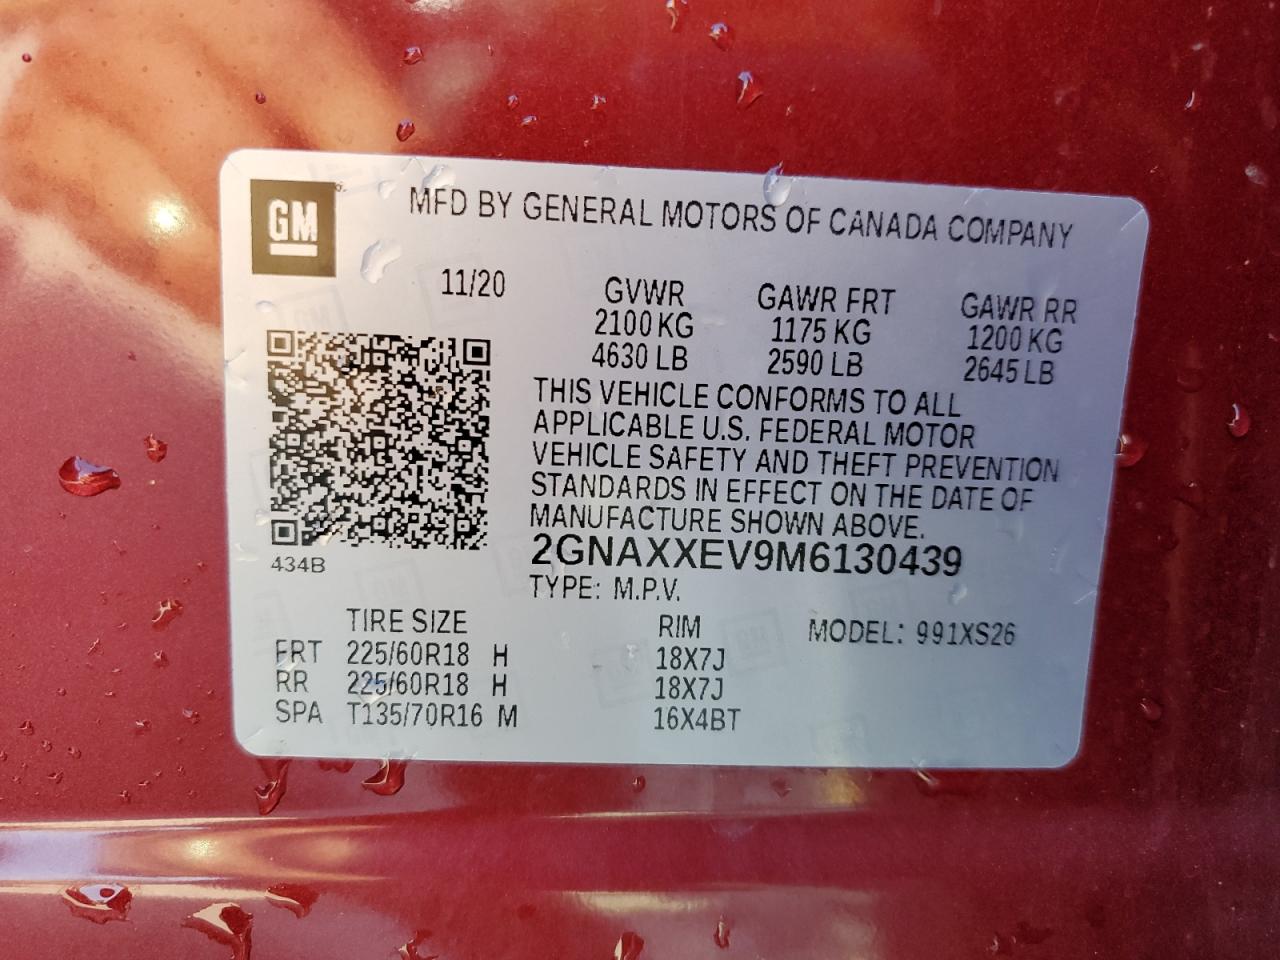 GM
MFD BY GENERAL MOTORS OF CANADA COMPANY
11/20 GVWR GAWR FRT GAWR RR
2100 KG 1175 KG 1200 KG
4630 LB 2590 LB 2645 LB
THIS VEHICLE CONFORMS TO ALL
APPLICABLE U.S. FEDERAL MOTOR
VEHICLE SAFETY AND THEFT PREVENTION
STANDARDS IN EFFECT ON THE DATE OF
MANUFACTURE SHOWN ABOVE.
2GNAXXEV9M6130439
434B
TYPE: M.P.V.
TIRE SIZE RIM MODEL: 991XS26
FRT 225/60R18 H 18X7J
RR 225/60R18 H 18X7J
SPA T135/70R16 M 16X4BT